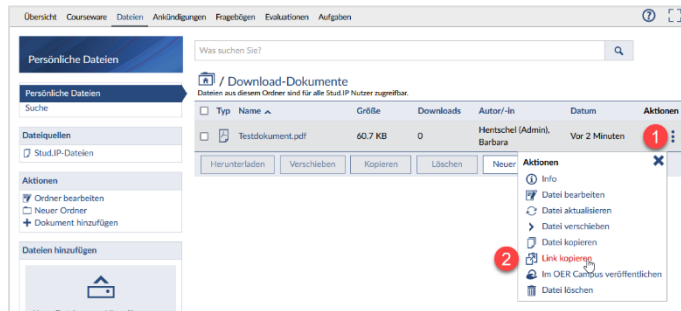 Übersicht Courseware Dateien Ankündigungen Fragebögen Evaluationen Aufgaben
Persönliche Dateien
Persönliche Dateien
Suche
Dateiquellen
Stud.IP-Dateien
Aktionen
Ordner bearbeiten
Neuer Ordner
Dokument hinzufügen
Dateien hinzufügen
Was suchen Sie?
/ Download-Dokumente
Dateien aus diesem Ordner sind für alle Stud.IP Nutzer zugreifbar.
Typ Name Größe Downloads Autor/-in Datum Aktionen
Testdokument.pdf 60.7 KB 0 Hentschel (Admin), Vor 2 Minuten 1
Barbara
Herunterladen Verschieben Kopieren Löschen Neuer
Aktionen
Info
Datei bearbeiten
Datei aktualisieren
Datei verschieben
Datei kopieren
2 Link kopieren
Im OER Campus veröffentlichen
Datei löschen